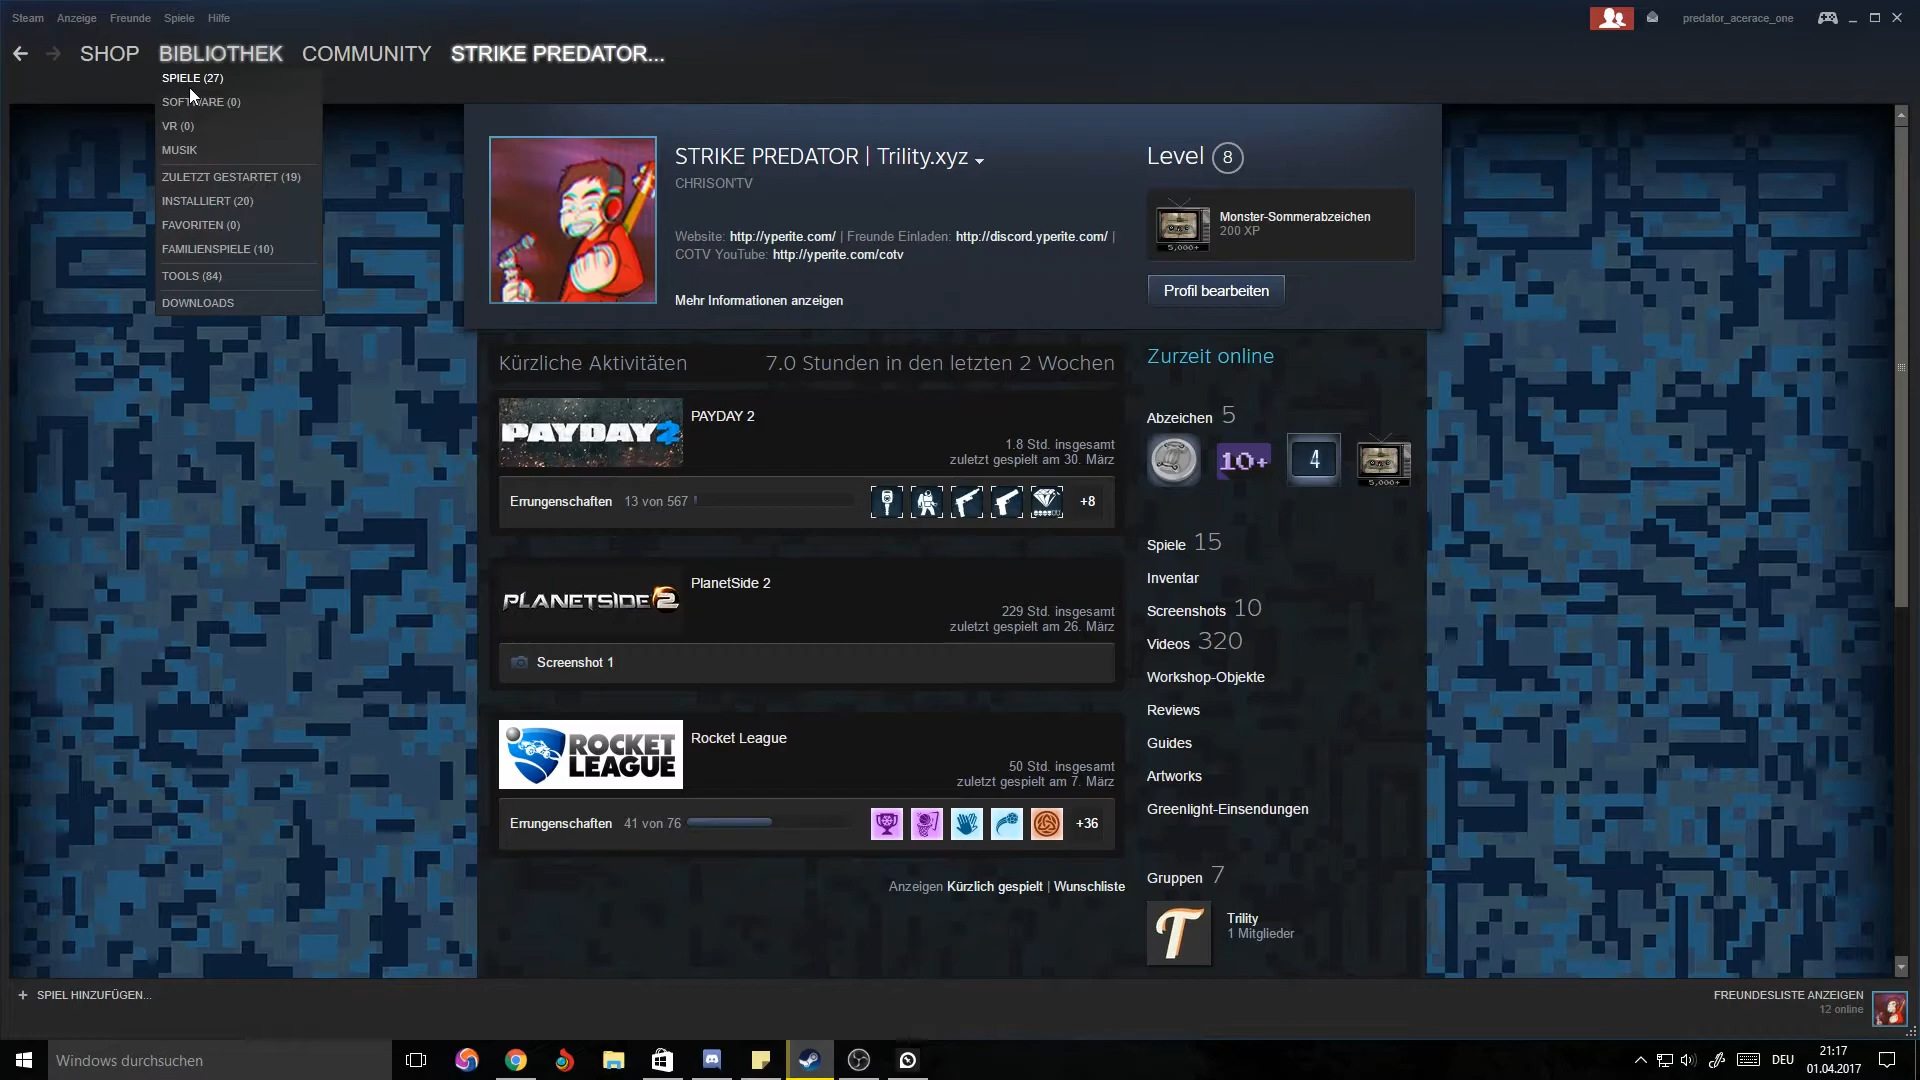 Steam Anzeige Freunde Spiele Hilfe
predator_acerace_one
SHOP BIBLIOTHEK COMMUNITY STRIKE PREDATOR...
SPIELE (27)
SOFTWARE (0)
VR (0)
MUSIK
ZULETZT GESTARTET (19)
INSTALLIERT (20)
FAVORITEN (0)
FAMILIENSPIELE (10)
TOOLS (84)
DOWNLOADS
STRIKE PREDATOR | Trility.xyz
CHRISON'TV
Website: http://yperite.com/ | Freunde Einladen: http://discord.yperite.com/ |
COTV YouTube: http://yperite.com/cotv
Mehr Informationen anzeigen
Level 8
Monster-Sommerabzeichen
200 XP
5,000+
Profil bearbeiten
Kürzliche Aktivitäten 7.0 Stunden in den letzten 2 Wochen
PAYDAY 2
PAYDAY 2
1.8 Std. insgesamt
zuletzt gespielt am 30. März
Errungenschaften 13 von 567 +8
PLANETSIDE 2
PlanetSide 2
229 Std. insgesamt
zuletzt gespielt am 26. März
Screenshot 1
ROCKET LEAGUE
Rocket League
50 Std. insgesamt
zuletzt gespielt am 7. März
Errungenschaften 41 von 76 +36
Anzeigen Kürzlich gespielt | Wunschliste
Zurzeit online
Abzeichen 5
10+ 4 5,000+
Spiele 15
Inventar
Screenshots 10
Videos 320
Workshop-Objekte
Reviews
Guides
Artworks
Greenlight-Einsendungen
Gruppen 7
T
Trility
1 Mitglieder
+ SPIEL HINZUFÜGEN...
FREUNDESLISTE ANZEIGEN
12 online
Windows durchsuchen
DEU
21:17
01.04.2017